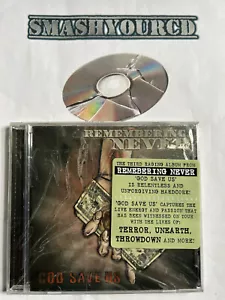 SMASHYOURCD
REMEMBERING
NEVER
THE THIRD RAGING ALBUM FROM
REMEBERING NEVER
'GOD SAVE US'
IS RELENTLESS AND
UNFORGIVING HARDCORE!
'GOD SAVE US' CAPTURES THE
LIVE ENERGY AND PASSION THAT
HAS BEEN WITNESSED ON TOUR
WITH THE LIKES OF:
TERROR, UNEARTH,
THROWDOWN AND MORE!
GOD SAVE US